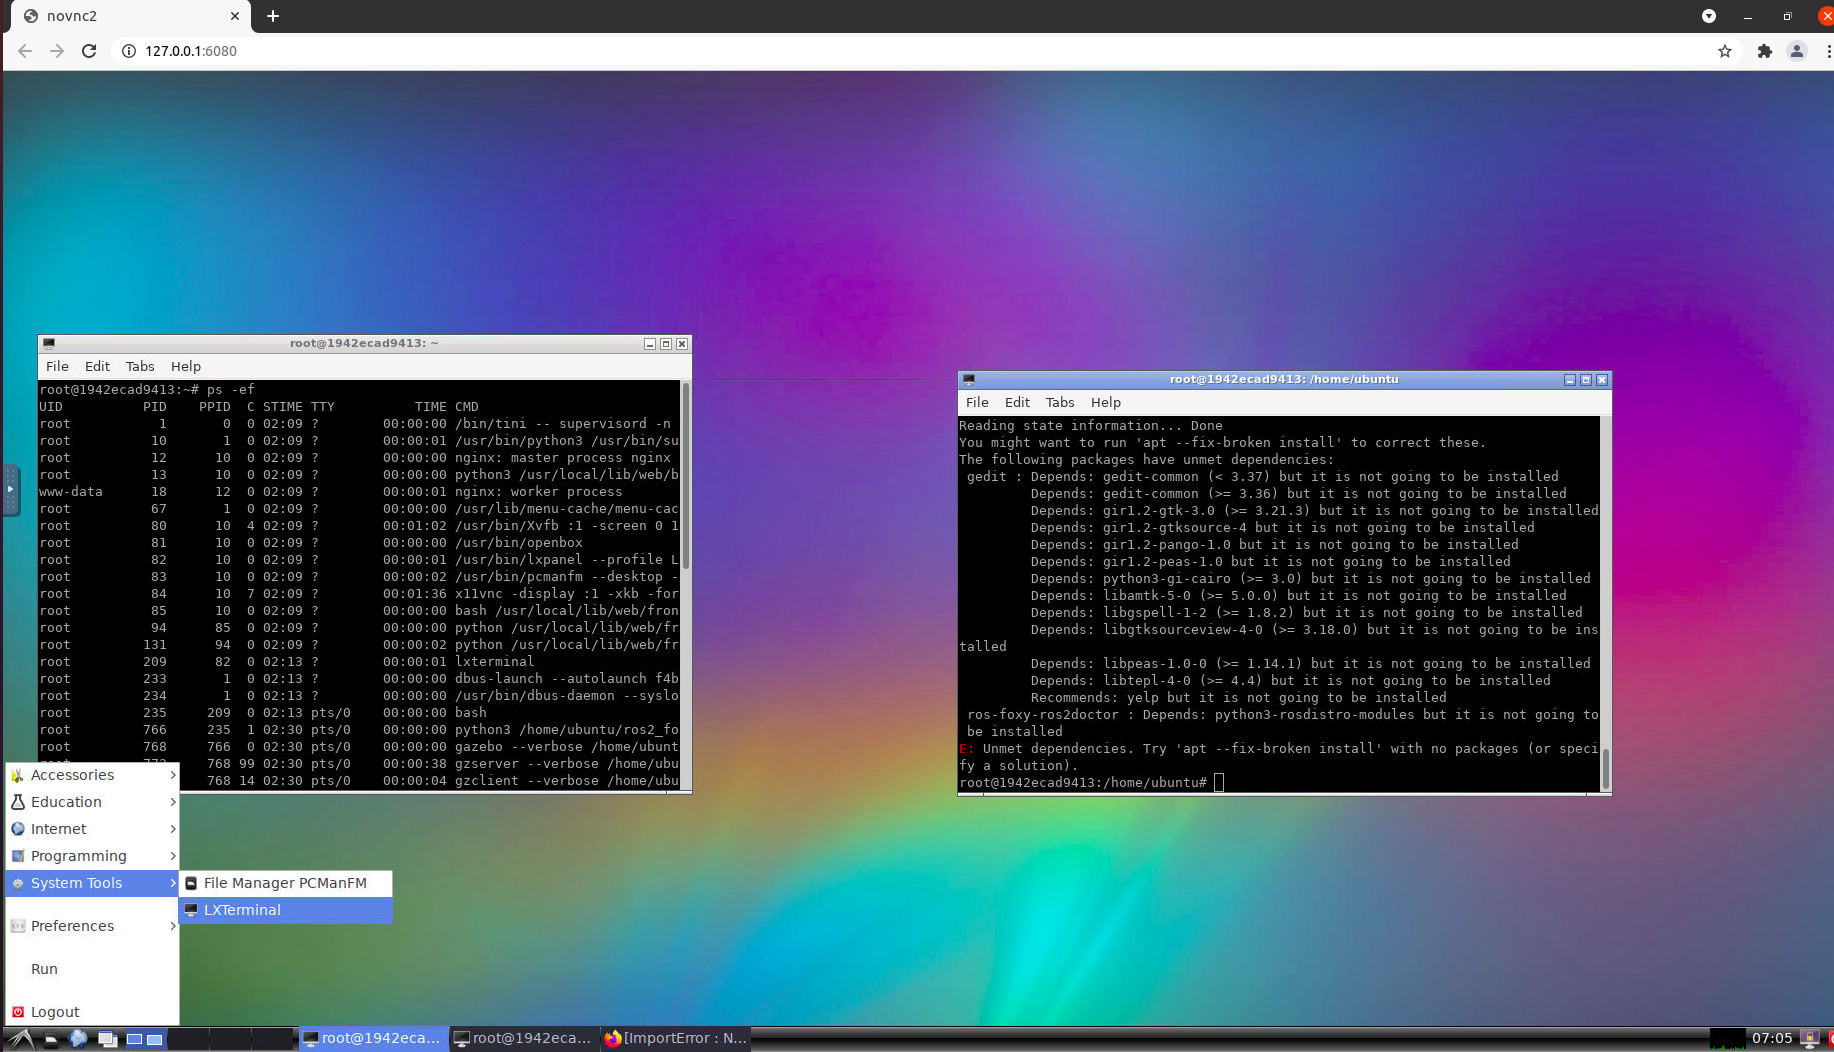 novnc2
127.0.0.1:6080
root@1942ecad9413: ~
File Edit Tabs Help
root@1942ecad9413:~# ps -ef
UID PID PPID C STIME TTY TIME CMD
root 1 0 0 02:09 ? 00:00:00 /bin/tini -- supervisord -n
root 10 1 0 02:09 ? 00:00:01 /usr/bin/python3 /usr/bin/su
root 12 10 0 02:09 ? 00:00:00 nginx: master process nginx
root 13 10 0 02:09 ? 00:00:00 python3 /usr/local/lib/web/b
www-data 18 12 0 02:09 ? 00:00:01 nginx: worker process
root 67 1 0 02:09 ? 00:00:00 /usr/lib/menu-cache/menu-cac
root 80 10 4 02:09 ? 00:01:02 /usr/bin/Xvfb :1 -screen 0 1
root 81 10 0 02:09 ? 00:00:00 /usr/bin/openbox
root 82 10 0 02:09 ? 00:00:01 /usr/bin/lxpanel --profile L
root 83 10 0 02:09 ? 00:00:02 /usr/bin/pcmanfm --desktop -
root 84 10 7 02:09 ? 00:01:36 x11vnc -display :1 -xkb -for
root 85 10 0 02:09 ? 00:00:00 bash /usr/local/lib/web/fron
root 94 85 0 02:09 ? 00:00:00 python /usr/local/lib/web/fr
root 131 94 0 02:09 ? 00:00:02 python /usr/local/lib/web/fr
root 209 82 0 02:13 ? 00:00:01 lxterminal
root 233 1 0 02:13 ? 00:00:00 dbus-launch --autolaunch f4b
root 234 1 0 02:13 ? 00:00:00 /usr/bin/dbus-daemon --syslo
root 235 209 0 02:13 pts/0 00:00:00 bash
root 766 235 1 02:30 pts/0 00:00:00 python3 /home/ubuntu/ros2_fo
root 768 766 0 02:30 pts/0 00:00:00 gazebo --verbose /home/ubunt
768 99 02:30 pts/0 00:00:38 gzserver --verbose /home/ubu
768 14 02:30 pts/0 00:00:04 gzclient --verbose /home/ubu
root@1942ecad9413: /home/ubuntu
File Edit Tabs Help
Reading state information... Done
You might want to run 'apt --fix-broken install' to correct these.
The following packages have unmet dependencies:
gedit : Depends: gedit-common (< 3.37) but it is not going to be installed
Depends: gedit-common (>= 3.36) but it is not going to be installed
Depends: gir1.2-gtk-3.0 (>= 3.21.3) but it is not going to be installed
Depends: gir1.2-gtksource-4 but it is not going to be installed
Depends: gir1.2-pango-1.0 but it is not going to be installed
Depends: gir1.2-peas-1.0 but it is not going to be installed
Depends: python3-gi-cairo (>= 3.0) but it is not going to be installed
Depends: libamtk-5-0 (>= 5.0.0) but it is not going to be installed
Depends: libgspell-1-2 (>= 1.8.2) but it is not going to be installed
Depends: libgtksourceview-4-0 (>= 3.18.0) but it is not going to be ins
talled
Depends: libpeas-1.0-0 (>= 1.14.1) but it is not going to be installed
Depends: libtepl-4-0 (>= 4.4) but it is not going to be installed
Recommends: yelp but it is not going to be installed
ros-foxy-ros2doctor : Depends: python3-rosdistro-modules but it is not going to
be installed
E: Unmet dependencies. Try 'apt --fix-broken install' with no packages (or speci
fy a solution).
root@1942ecad9413:/home/ubuntu#
Accessories
Education
Internet
Programming
System Tools
File Manager PCManFM
LXTerminal
Preferences
Run
Logout
root@1942eca... root@1942eca... [ImportError : N... 07:05